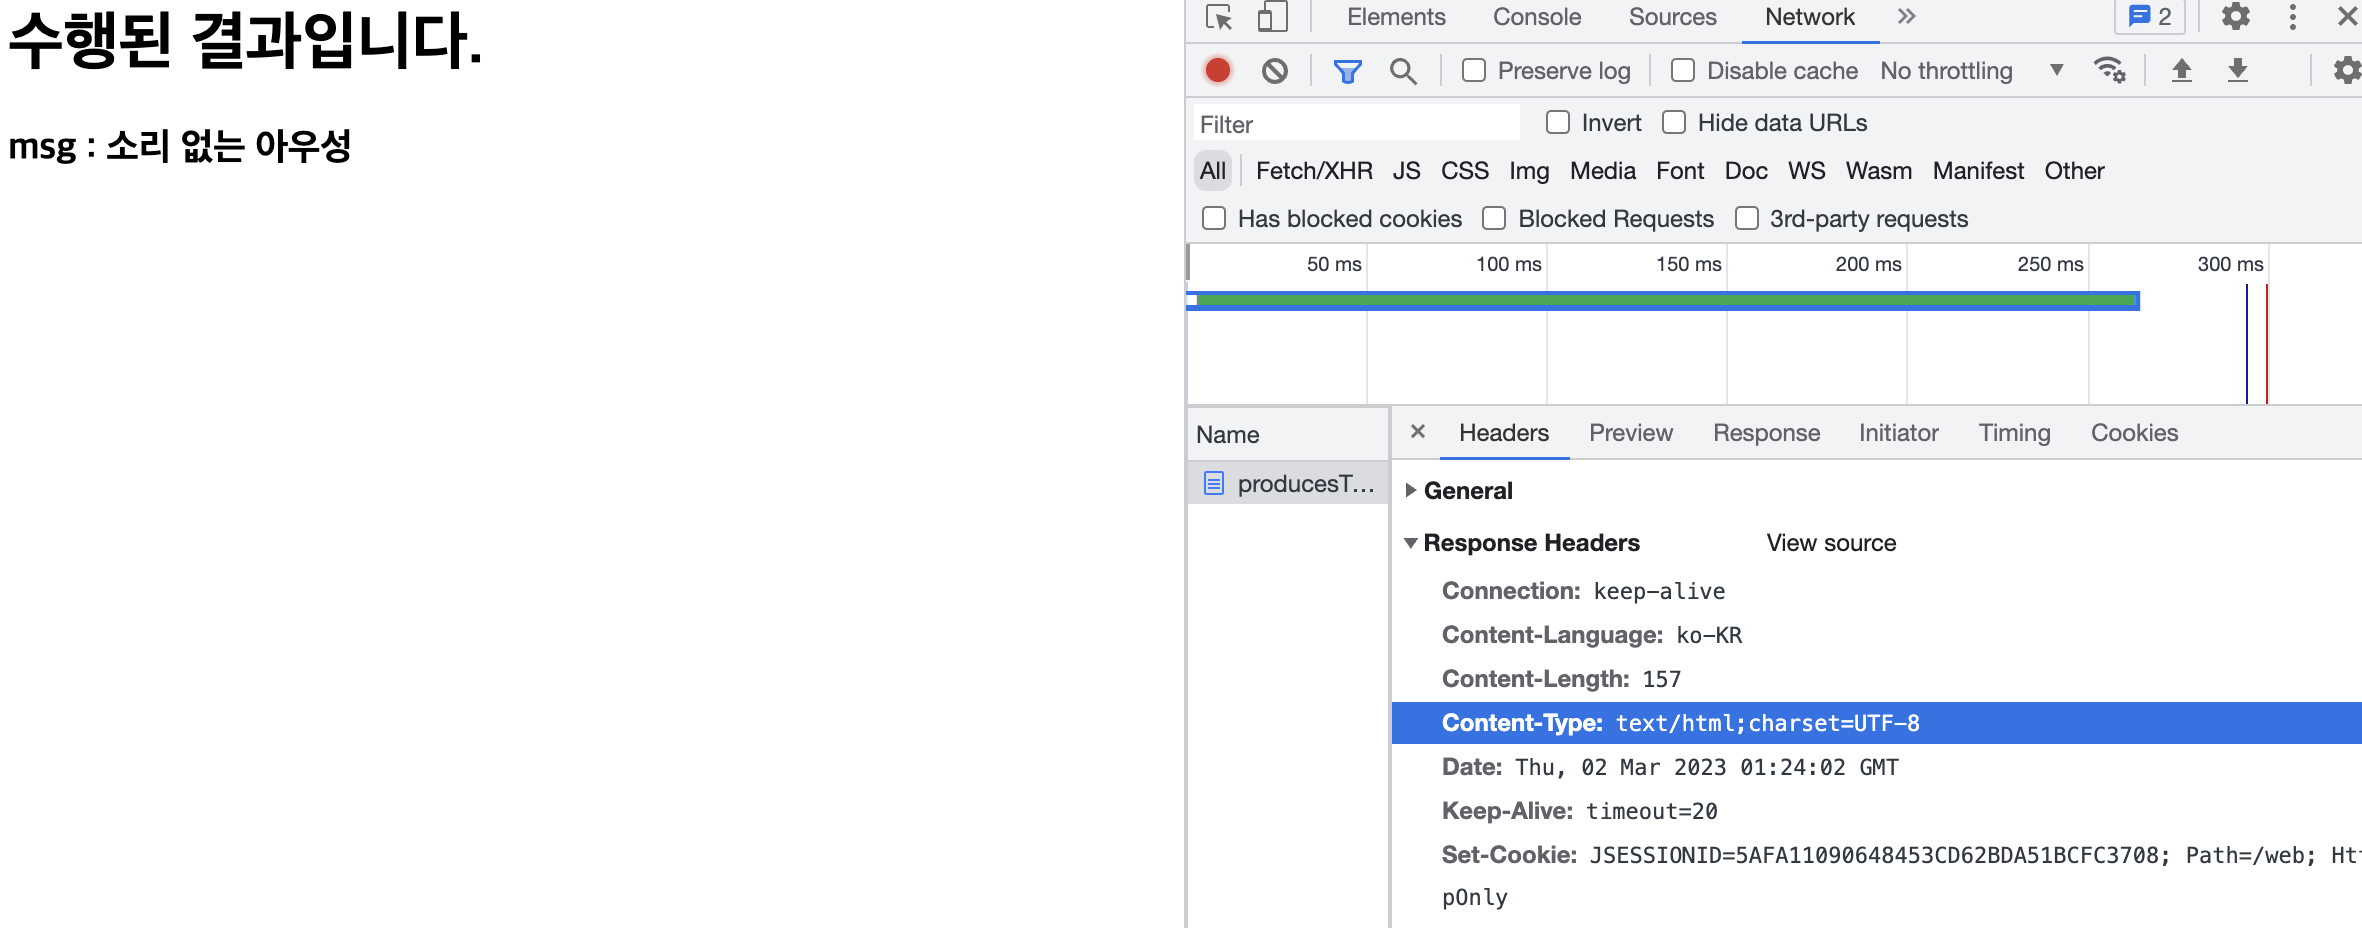 수행된 결과입니다.
msg : 소리 없는 아우성
Elements Console Sources Network 2
Preserve log Disable cache No throttling
Filter Invert Hide data URLs
All Fetch/XHR JS CSS Img Media Font Doc WS Wasm Manifest Other
Has blocked cookies Blocked Requests 3rd-party requests
50 ms 100 ms 150 ms 200 ms 250 ms 300 ms
Name
producesT...
Headers Preview Response Initiator Timing Cookies
General
Response Headers View source
Connection: keep-alive
Content-Language: ko-KR
Content-Length: 157
Content-Type: text/html;charset=UTF-8
Date: Thu, 02 Mar 2023 01:24:02 GMT
Keep-Alive: timeout=20
Set-Cookie: JSESSIONID=5AFA11090648453CD62BDA51BCFC3708; Path=/web; Htt
pOnly